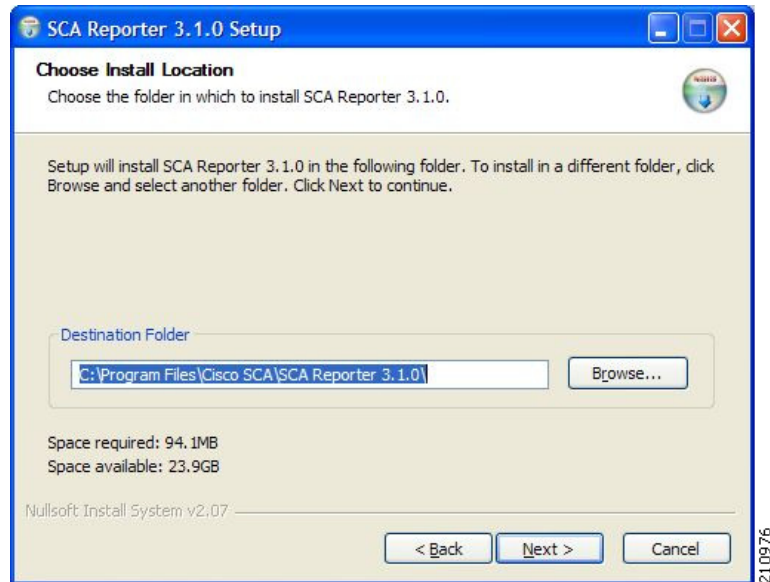 SCA Reporter 3.1.0 Setup
Choose Install Location
Choose the folder in which to install SCA Reporter 3.1.0.
Setup will install SCA Reporter 3.1.0 in the following folder. To install in a different folder, click
Browse and select another folder. Click Next to continue.
Destination Folder
C:\Program Files\Cisco SCA\SCA Reporter 3.1.0\
Browse...
Space required: 94.1MB
Space available: 23.9GB
Nullsoft Install System v2.07
< Back
Next >
Cancel
210976